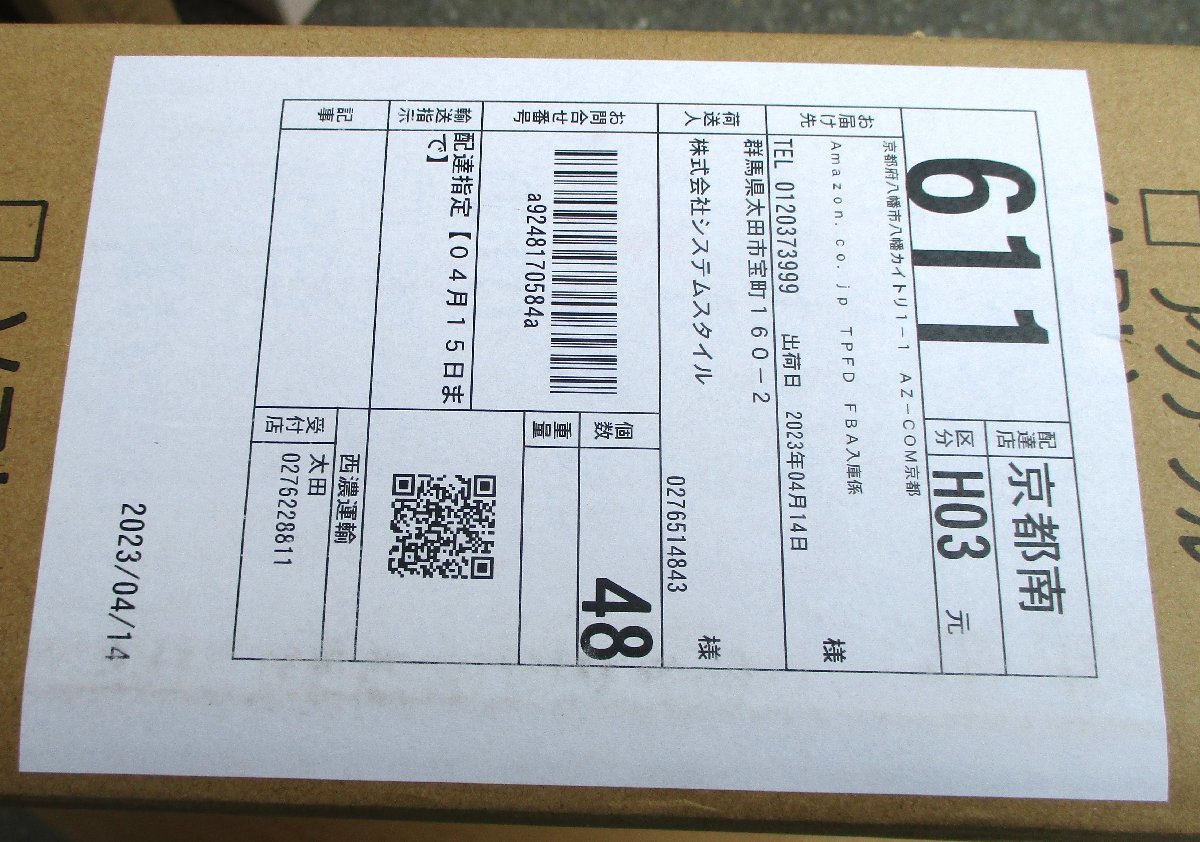 611
配達店
京都南
区分
H03
元
お届け先
京都府八幡市八幡カイトリ1-1 AZ-COM京都
Amazon.co.jp TPFD FBA入庫係
様
TEL 0120373999 出荷日 2023年04月14日
荷送人
群馬県太田市宝町160-2
株式会社システムスタイル
0276514843
様
お問合せ番号
a9248170584a
個数
48
重量
輸送指示
配達指定【04月15日ま
で】
記事
西濃運輸
受付店
太田
0276228811
2023/04/14